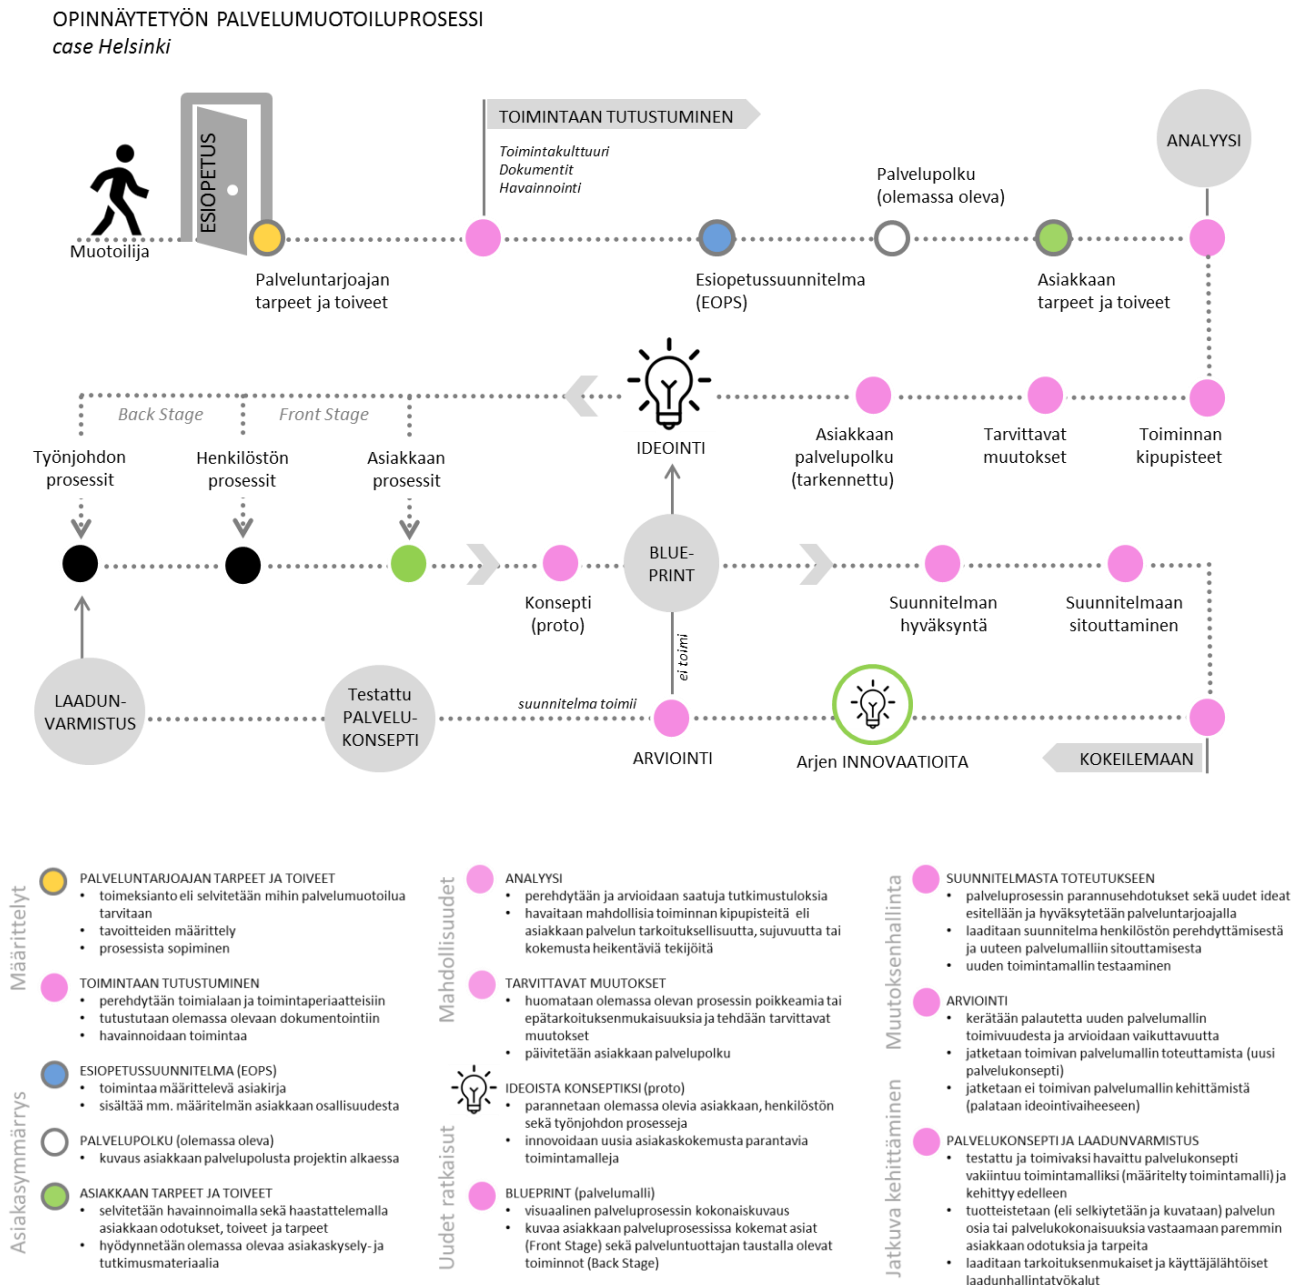 OPINNÄYTETYÖN PALVELUMUOTOILUPROSESSI
case Helsinki
ESIOPETUS
Muotoilija
Palveluntarjoajan
tarpeet ja toiveet
TOIMINTAAN TUTUSTUMINEN
Toimintakulttuuri
Dokumentit
Havainnointi
Esiopetussuunnitelma
(EOPS)
Palvelupolku
(olemassa oleva)
Asiakkaan
tarpeet ja toiveet
ANALYYSI
Back Stage
Front Stage
IDEOINTI
Asiakkaan
palvelupolku
(tarkennettu)
Tarvittavat
muutokset
Toiminnan
kipupisteet
Työnjohdon
prosessit
Henkilöstön
prosessit
Asiakkaan
prosessit
Konsepti
(proto)
BLUE-
PRINT
Suunnitelman
hyväksyntä
Suunnitelmaan
sitouttaminen
ei toimi
LAADUN-
VARMISTUS
Testattu
PALVELU-
KONSEPTI
suunnitelma toimii
ARVIOINTI
Arjen INNOVAATIOITA
KOKEILEMAAN
Määrittelyt
PALVELUNTARJOAJAN TARPEET JA TOIVEET
• toimeksianto eli selvitetään mihin palvelumuotoilua
tarvitaan
• tavoitteiden määrittely
• prosessista sopiminen
TOIMINTAAN TUTUSTUMINEN
• perehdytään toimialaan ja toimintaperiaatteisiin
• tutustutaan olemassa olevaan dokumentointiin
• havainnoidaan toimintaa
Asiakasymmärrys
ESIOPETUSSUUNNITELMA (EOPS)
• toimintaa määrittelevä asiakirja
• sisältää mm. määritelmän asiakkaan osallisuudesta
PALVELUPOLKU (olemassa oleva)
• kuvaus asiakkaan palvelupolusta projektin alkaessa
ASIAKKAAN TARPEET JA TOIVEET
• selvitetään havainnoimalla sekä haastattelemalla
asiakkaan odotukset, toiveet ja tarpeet
• hyödynnetään olemassa olevaa asiakaskysely- ja
tutkimusmateriaalia
Mahdollisuudet
ANALYYSI
• perehdytään ja arvioidaan saatuja tutkimustuloksia
• havaitaan mahdollisia toiminnan kipupisteitä eli
asiakkaan palvelun tarkoituksellisuutta, sujuvuutta tai
kokemusta heikentäviä tekijöitä
TARVITTAVAT MUUTOKSET
• huomataan olemassa olevan prosessin poikkeamia tai
epätarkoituksenmukaisuuksia ja tehdään tarvittavat
muutokset
• päivitetään asiakkaan palvelupolku
Uudet ratkaisut
IDEOISTA KONSEPTIKSI (proto)
• parannetaan olemassa olevia asiakkaan, henkilöstön
sekä työnjohdon prosesseja
• innovoidaan uusia asiakaskokemusta parantavia
toimintamalleja
BLUEPRINT (palvelumalli)
• visuaalinen palveluprosessin kokonaiskuvaus
• kuvaa asiakkaan palveluprosessissa kokemat asiat
(Front Stage) sekä palveluntuottajan taustalla olevat
toiminnot (Back Stage)
Muutoksenhallinta
SUUNNITELMASTA TOTEUTUKSEEN
• palveluprosessin parannusehdotukset sekä uudet ideat
esitellään ja hyväksytetään palveluntarjoajalla
• laaditaan suunnitelma henkilöstön perehdyttämisestä
ja uuteen palvelumalliin sitouttamisesta
• uuden toimintamallin testaaminen
ARVIOINTI
• kerätään palautetta uuden palvelumallin
toimivuudesta ja arvioidaan vaikuttavuutta
• jatketaan toimivan palvelumallin toteuttamista (uusi
palvelukonsepti)
• jatketaan ei toimivan palvelumallin kehittämistä
(palataan ideointivaiheeseen)
Jatkuva kehittäminen
PALVELUKONSEPTI JA LAADUNVARMISTUS
• testattu ja toimivaksi havaittu palvelukonsepti
vakiintuu toimintamalliksi (määritelty toimintamalli) ja
kehittyy edelleen
• tuotteistetaan (eli selkiytetään ja kuvataan) palvelun
osia tai palvelukokonaisuuksia vastaamaan paremmin
asiakkaan odotuksia ja tarpeita
• laaditaan tarkoituksenmukaiset ja käyttäjälähtöiset
laadunhallintatyökalut